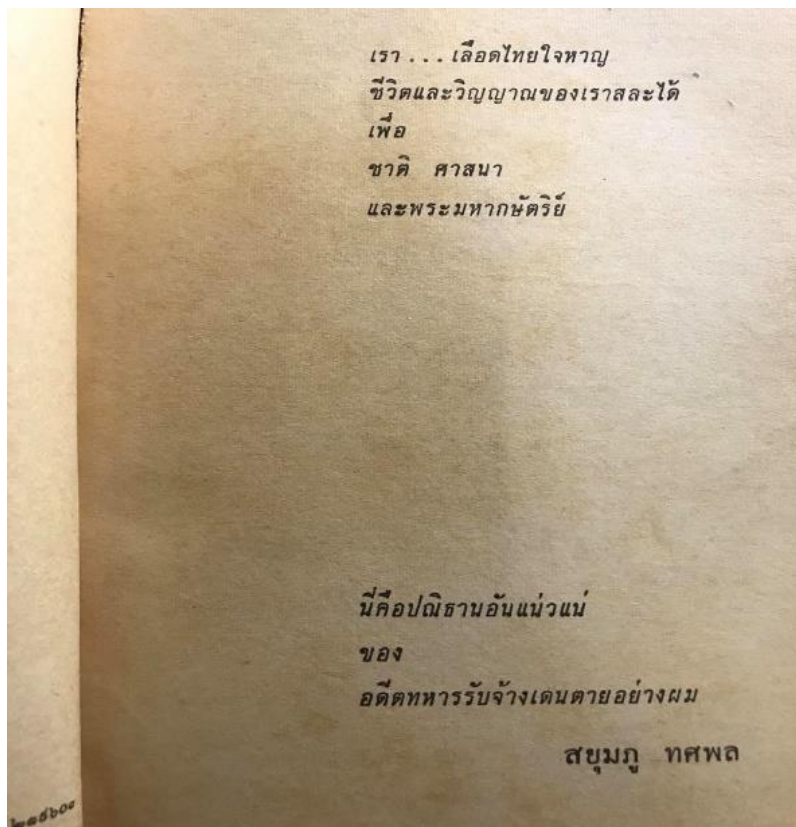 เรา ... เลือดไทยใจหาญ
ชีวิตและวิญญาณของเราสละได้
เพื่อ
ชาติ ศาสนา
และพระมหากษัตริย์
นี่คือปณิธานอันแน่วแน่
ของ
อดีตทหารรับจ้างเดนตายอย่างผม
สยุมภู ทศพล